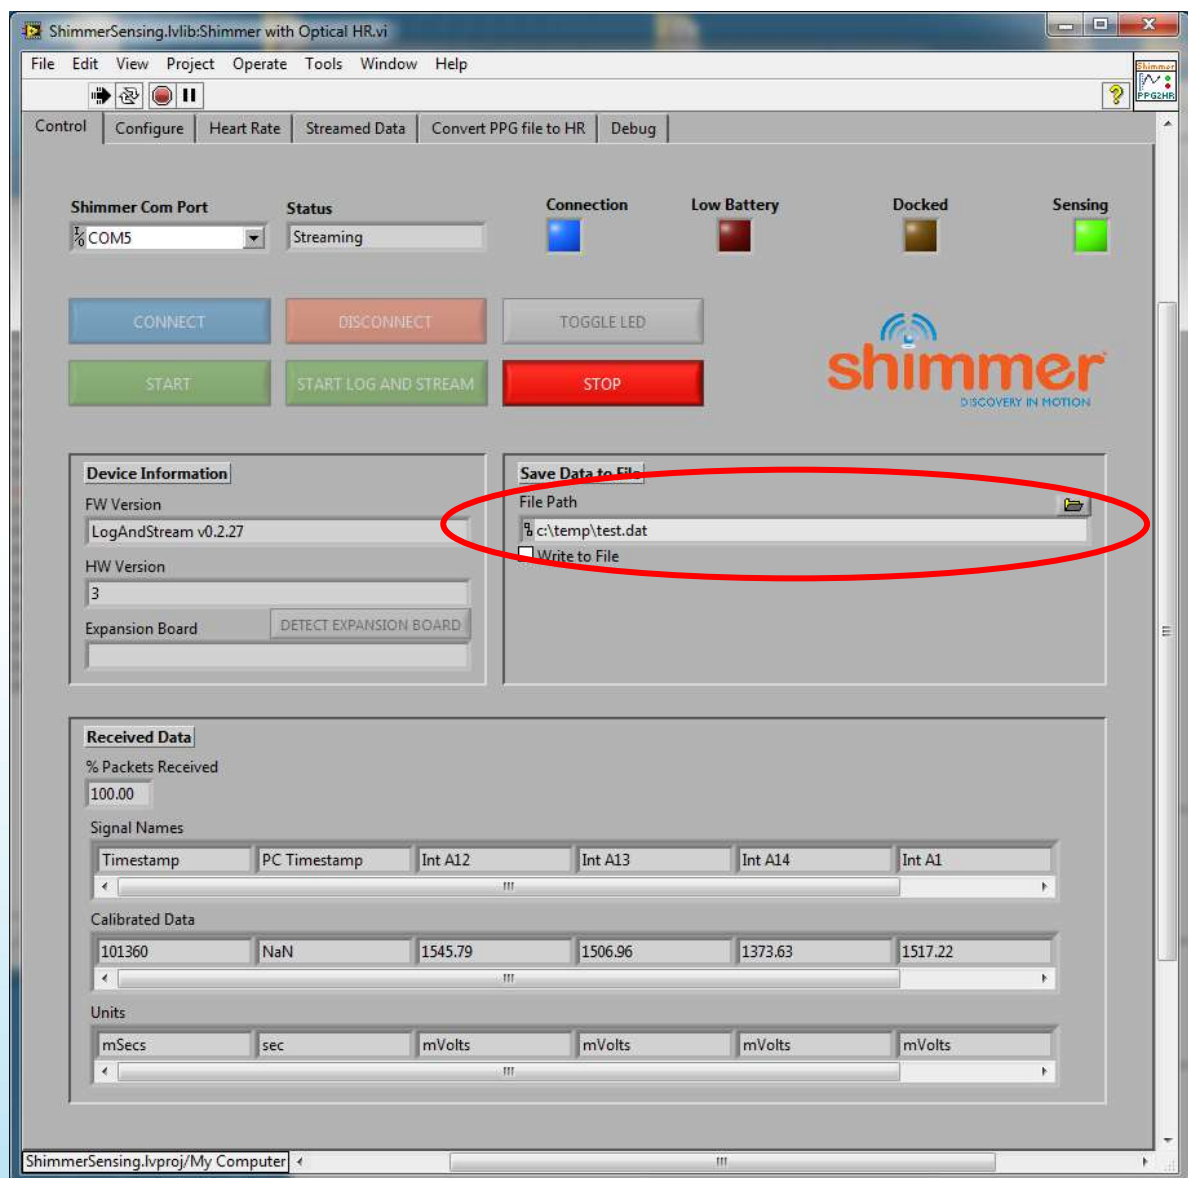 ShimmerSensing.lvlib:Shimmer with Optical HR.vi
File Edit View Project Operate Tools Window Help
Shimmer
PPG2HR
Control Configure Heart Rate Streamed Data Convert PPG file to HR Debug
Shimmer Com Port Status Connection Low Battery Docked Sensing
COM5 Streaming
CONNECT DISCONNECT TOGGLE LED
START START LOG AND STREAM STOP
shimmer
DISCOVERY IN MOTION
Device Information
FW Version
LogAndStream v0.2.27
HW Version
3
Expansion Board DETECT EXPANSION BOARD
Save Data to File
File Path
c:\temp\test.dat
Write to File
Received Data
% Packets Received
100.00
Signal Names
Timestamp PC Timestamp Int A12 Int A13 Int A14 Int A1
Calibrated Data
101360 NaN 1545.79 1506.96 1373.63 1517.22
Units
mSecs sec mVolts mVolts mVolts mVolts
ShimmerSensing.lvproj/My Computer